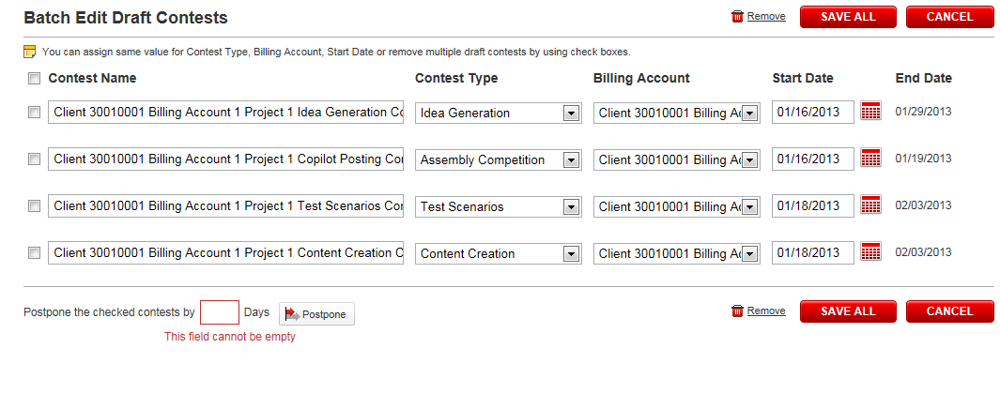 Batch Edit Draft Contests Remove SAVE ALL CANCEL
You can assign same value for Contest Type, Billing Account, Start Date or remove multiple draft contests by using check boxes.
Contest Name Contest Type Billing Account Start Date End Date
Client 30010001 Billing Account 1 Project 1 Idea Generation Idea Generation Client 30010001 Billing 01/16/2013 01/29/2013
Client 30010001 Billing Account 1 Project 1 Copilot Posting Assembly Competition Client 30010001 Billing 01/16/2013 01/19/2013
Client 30010001 Billing Account 1 Project 1 Test Scenarios Test Scenarios Client 30010001 Billing 01/18/2013 02/03/2013
Client 30010001 Billing Account 1 Project 1 Content Creation Content Creation Client 30010001 Billing 01/18/2013 02/03/2013
Postpone the checked contests by Days Postpone Remove SAVE ALL CANCEL
This field cannot be empty